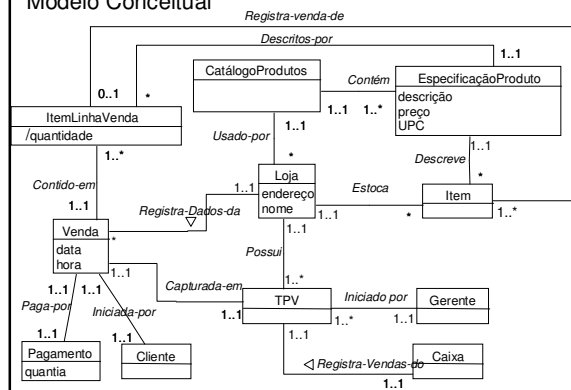 Modelo Conceitual
Registra-venda-de
Descritos-por
1..1
CatálogoProdutos
Contém
EspecificaçãoProduto
descrição
preço
UPC
0..1
*
1..1
1..*
ItemLinhaVenda
/quantidade
1..1
1..1
Usado-por
Descreve
1..*
*
*
Contido-em
Loja
endereço
nome
1..1
Estoca
Item
1..1
Registra-Dados-da
1..1
*
1..*
Venda
data
hora
*
1..1
Possui
1..1
Capturada-em
1..*
1..1
1..1
TPV
Iniciado por
Gerente
Paga-por
Iniciada-por
1..1
1..*
1..1
1..1
1..1
1..1
Pagamento
quantia
Cliente
Registra-Vendas-do
Caixa
1..1